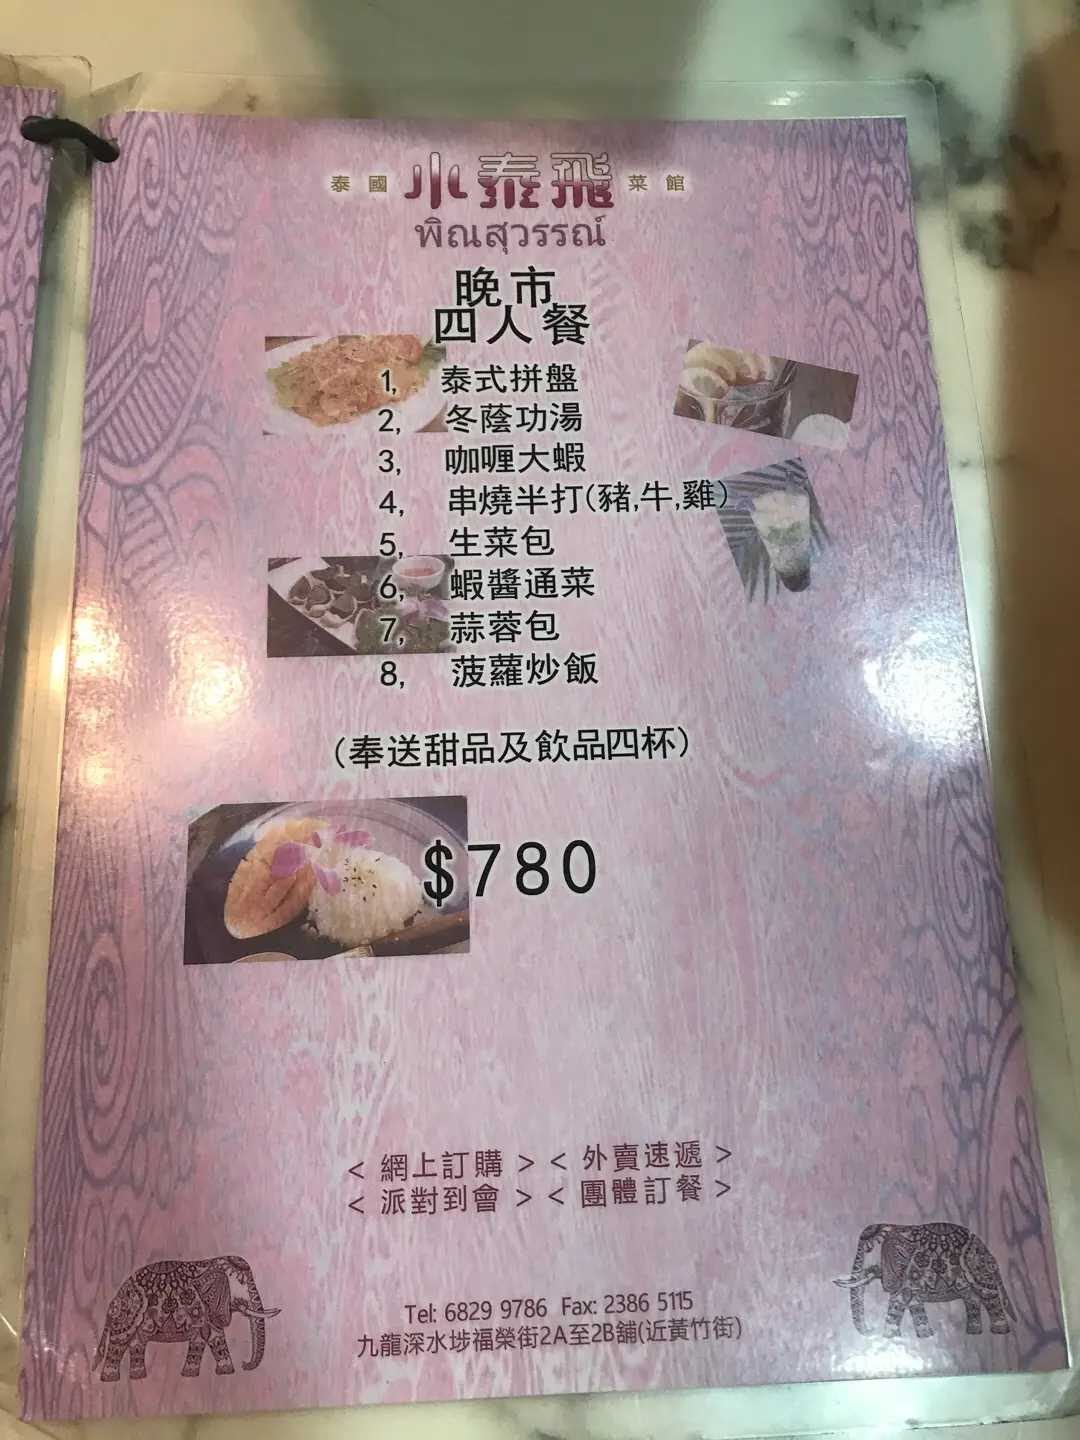 泰國 小泰飛 菜館
พิณสุวรรณ์
晚市
四人餐
1, 泰式拼盤
2, 冬蔭功湯
3, 咖喱大蝦
4, 串燒半打(豬,牛,雞)
5, 生菜包
6, 蝦醬通菜
7, 蒜蓉包
8, 菠蘿炒飯
(奉送甜品及飲品四杯)
$780
< 網上訂購 > < 外賣速遞 >
< 派對到會 > < 團體訂餐 >
Tel: 6829 9786 Fax: 2386 5115
九龍深水埗福榮街2A至2B舖(近黃竹街)